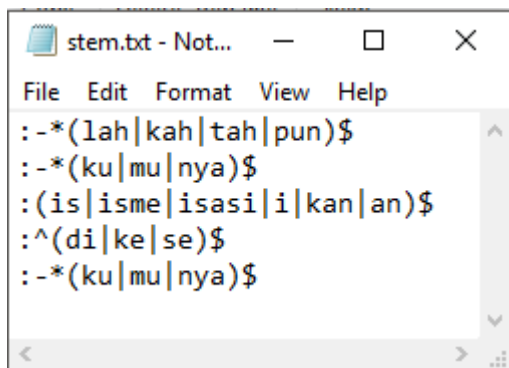 stem.txt - Not...
File Edit Format View Help
:-*(lah|kah|tah|pun)$
:-*(ku|mu|nya)$
:(is|isme|isasi|i|kan|an)$
:^(di|ke|se)$
:-*(ku|mu|nya)$